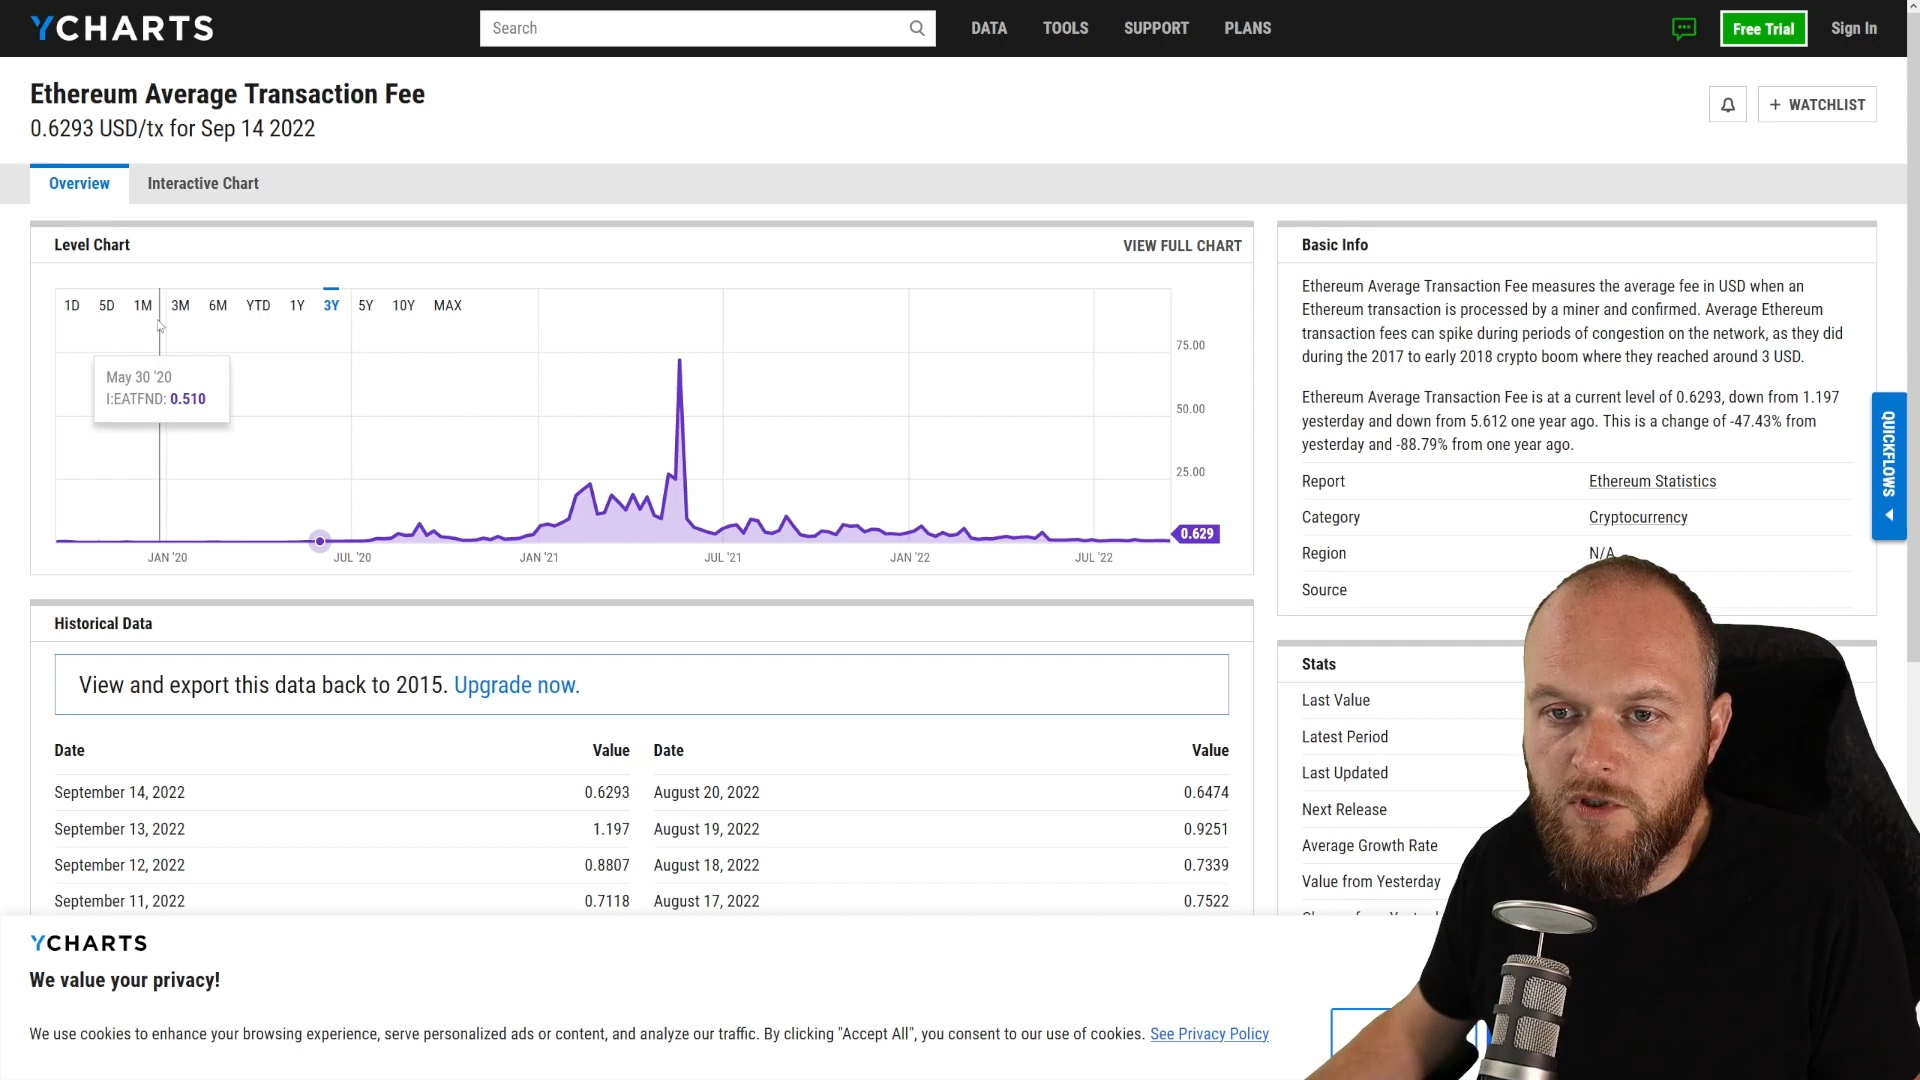 YCHARTS
Search
DATA
TOOLS
SUPPORT
PLANS
Free Trial
Sign In
Ethereum Average Transaction Fee
0.6293 USD/tx for Sep 14 2022
+ WATCHLIST
Overview
Interactive Chart
Level Chart
VIEW FULL CHART
1D 5D 1M 3M 6M YTD 1Y 3Y 5Y 10Y MAX
May 30 '20
I:EATFND: 0.510
75.00
50.00
25.00
0.629
JAN '20
JUL '20
JAN '21
JUL '21
JAN '22
JUL '22
Basic Info
Ethereum Average Transaction Fee measures the average fee in USD when an
Ethereum transaction is processed by a miner and confirmed. Average Ethereum
transaction fees can spike during periods of congestion on the network, as they did
during the 2017 to early 2018 crypto boom where they reached around 3 USD.
Ethereum Average Transaction Fee is at a current level of 0.6293, down from 1.197
yesterday and down from 5.612 one year ago. This is a change of -47.43% from
yesterday and -88.79% from one year ago.
Report Ethereum Statistics
Category Cryptocurrency
Region N/A
Source
QUICKFLOWS
Historical Data
View and export this data back to 2015. Upgrade now.
Date Value Date Value
September 14, 2022 0.6293 August 20, 2022 0.6474
September 13, 2022 1.197 August 19, 2022 0.9251
September 12, 2022 0.8807 August 18, 2022 0.7339
September 11, 2022 0.7118 August 17, 2022 0.7522
Stats
Last Value
Latest Period
Last Updated
Next Release
Average Growth Rate
Value from Yesterday
YCHARTS
We value your privacy!
We use cookies to enhance your browsing experience, serve personalized ads or content, and analyze our traffic. By clicking "Accept All", you consent to our use of cookies. See Privacy Policy